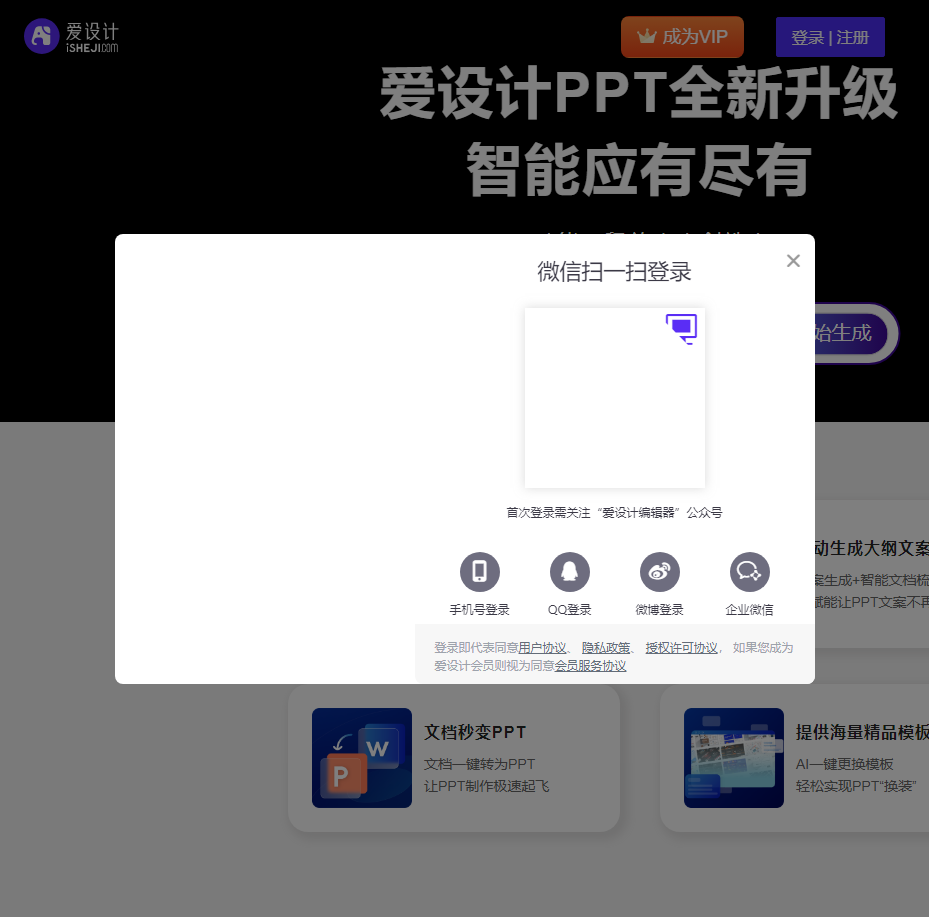 爱设计
iSHEJI.com
成为VIP
登录 | 注册
爱设计PPT全新升级
智能应有尽有
微信扫一扫登录
始生成
首次登录需关注“爱设计编辑器”公众号
手机号登录
QQ登录
微博登录
企业微信
登录即代表同意用户协议、 隐私政策、 授权许可协议， 如果您成为
爱设计会员则视为同意会员服务协议
动生成大纲文案
案生成+智能文档梳
赋能让PPT文案不再
W
P
文档秒变PPT
文档一键转为PPT
让PPT制作极速起飞
提供海量精品模板
AI一键更换模板
轻松实现PPT“换装”